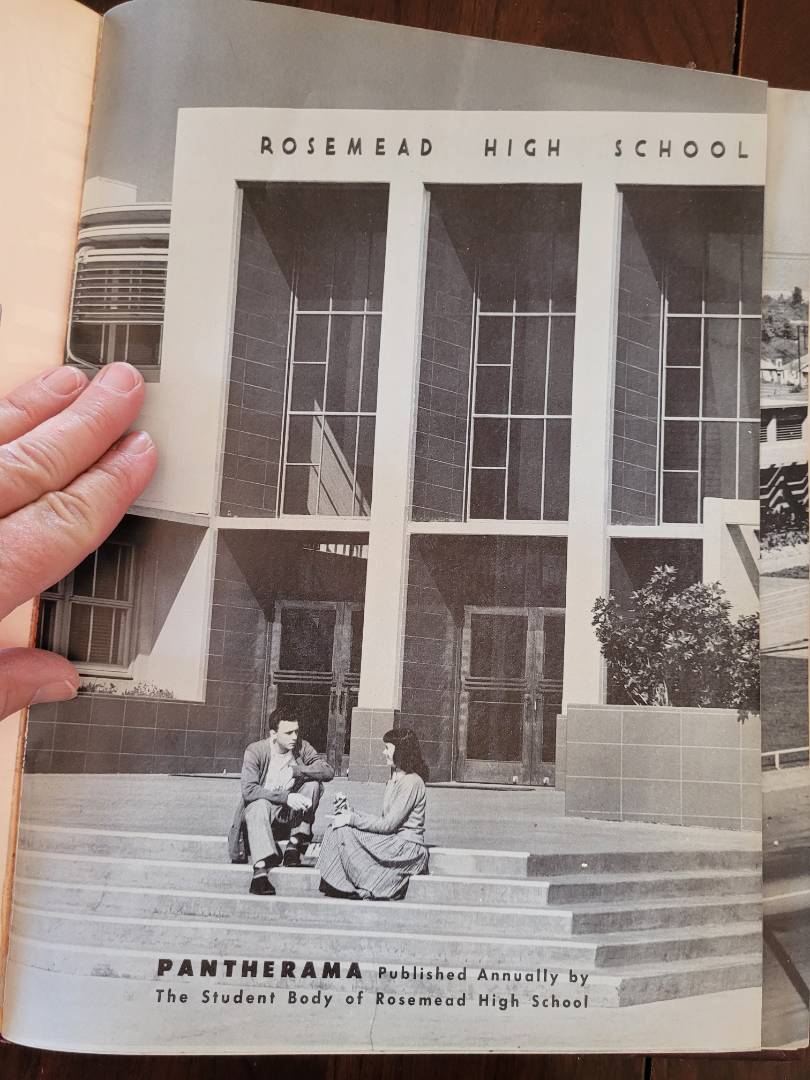 ROSEMEAD HIGH SCHOOL
PANTHERAMA Published Annually by
The Student Body of Rosemead High School